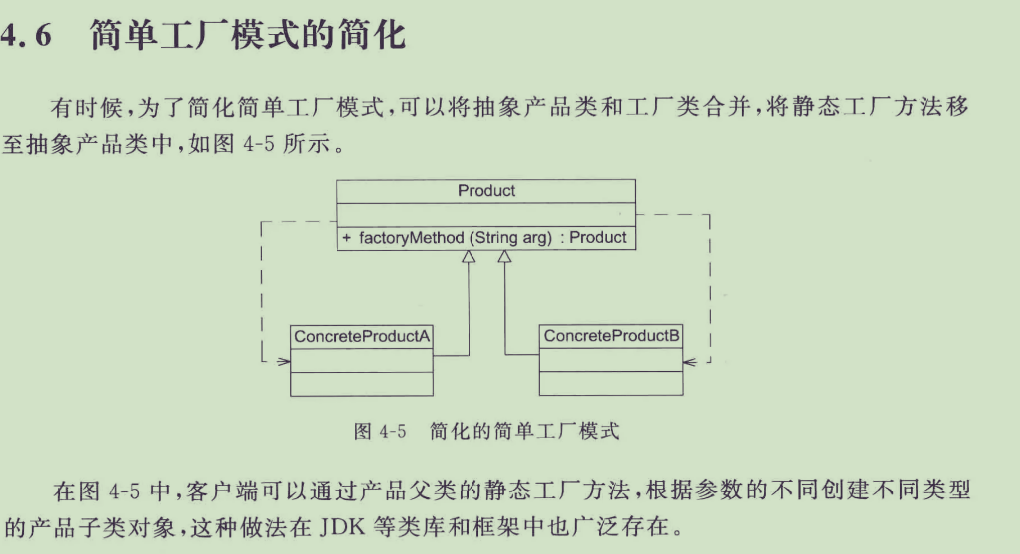 4.6 简单工厂模式的简化
有时候，为了简化简单工厂模式，可以将抽象产品类和工厂类合并，将静态工厂方法移
至抽象产品类中，如图 4-5 所示。
Product
+ factoryMethod (String arg) : Product
ConcreteProductA
ConcreteProductB
图 4-5 简化的简单工厂模式
在图 4-5 中，客户端可以通过产品父类的静态工厂方法，根据参数的不同创建不同类型
的产品子类对象，这种做法在 JDK 等类库和框架中也广泛存在。